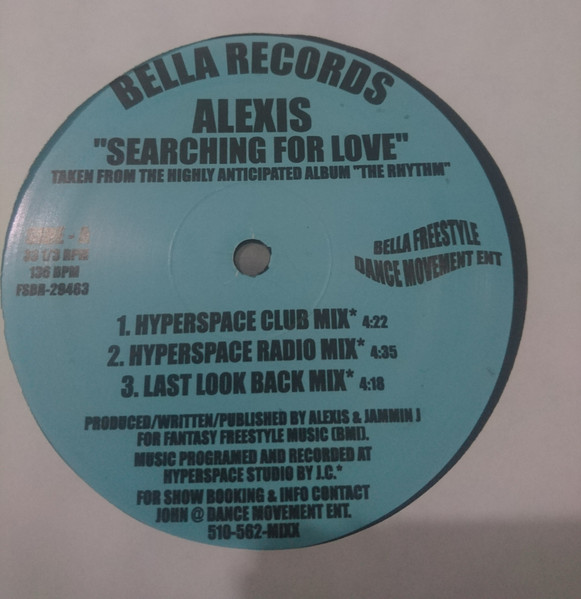 BELLA RECORDS
ALEXIS
"SEARCHING FOR LOVE"
TAKEN FROM THE HIGHLY ANTICIPATED ALBUM "THE RHYTHM"
SIDE -
33 1/3 RPM
136 BPM
FSBR-29463
BELLA FREESTYLE
DANCE MOVEMENT ENT
1. HYPERSPACE CLUB MIX* 4:22
2. HYPERSPACE RADIO MIX* 4:35
3. LAST LOOK BACK MIX* 4:18
PRODUCED/WRITTEN/PUBLISHED BY ALEXIS & JAMMIN J
FOR FANTASY FREESTYLE MUSIC (BMI).
MUSIC PROGRAMED AND RECORDED AT
HYPERSPACE STUDIO BY J.C.*
FOR SHOW BOOKING & INFO CONTACT
JOHN @ DANCE MOVEMENT ENT.
510-562-MIXX